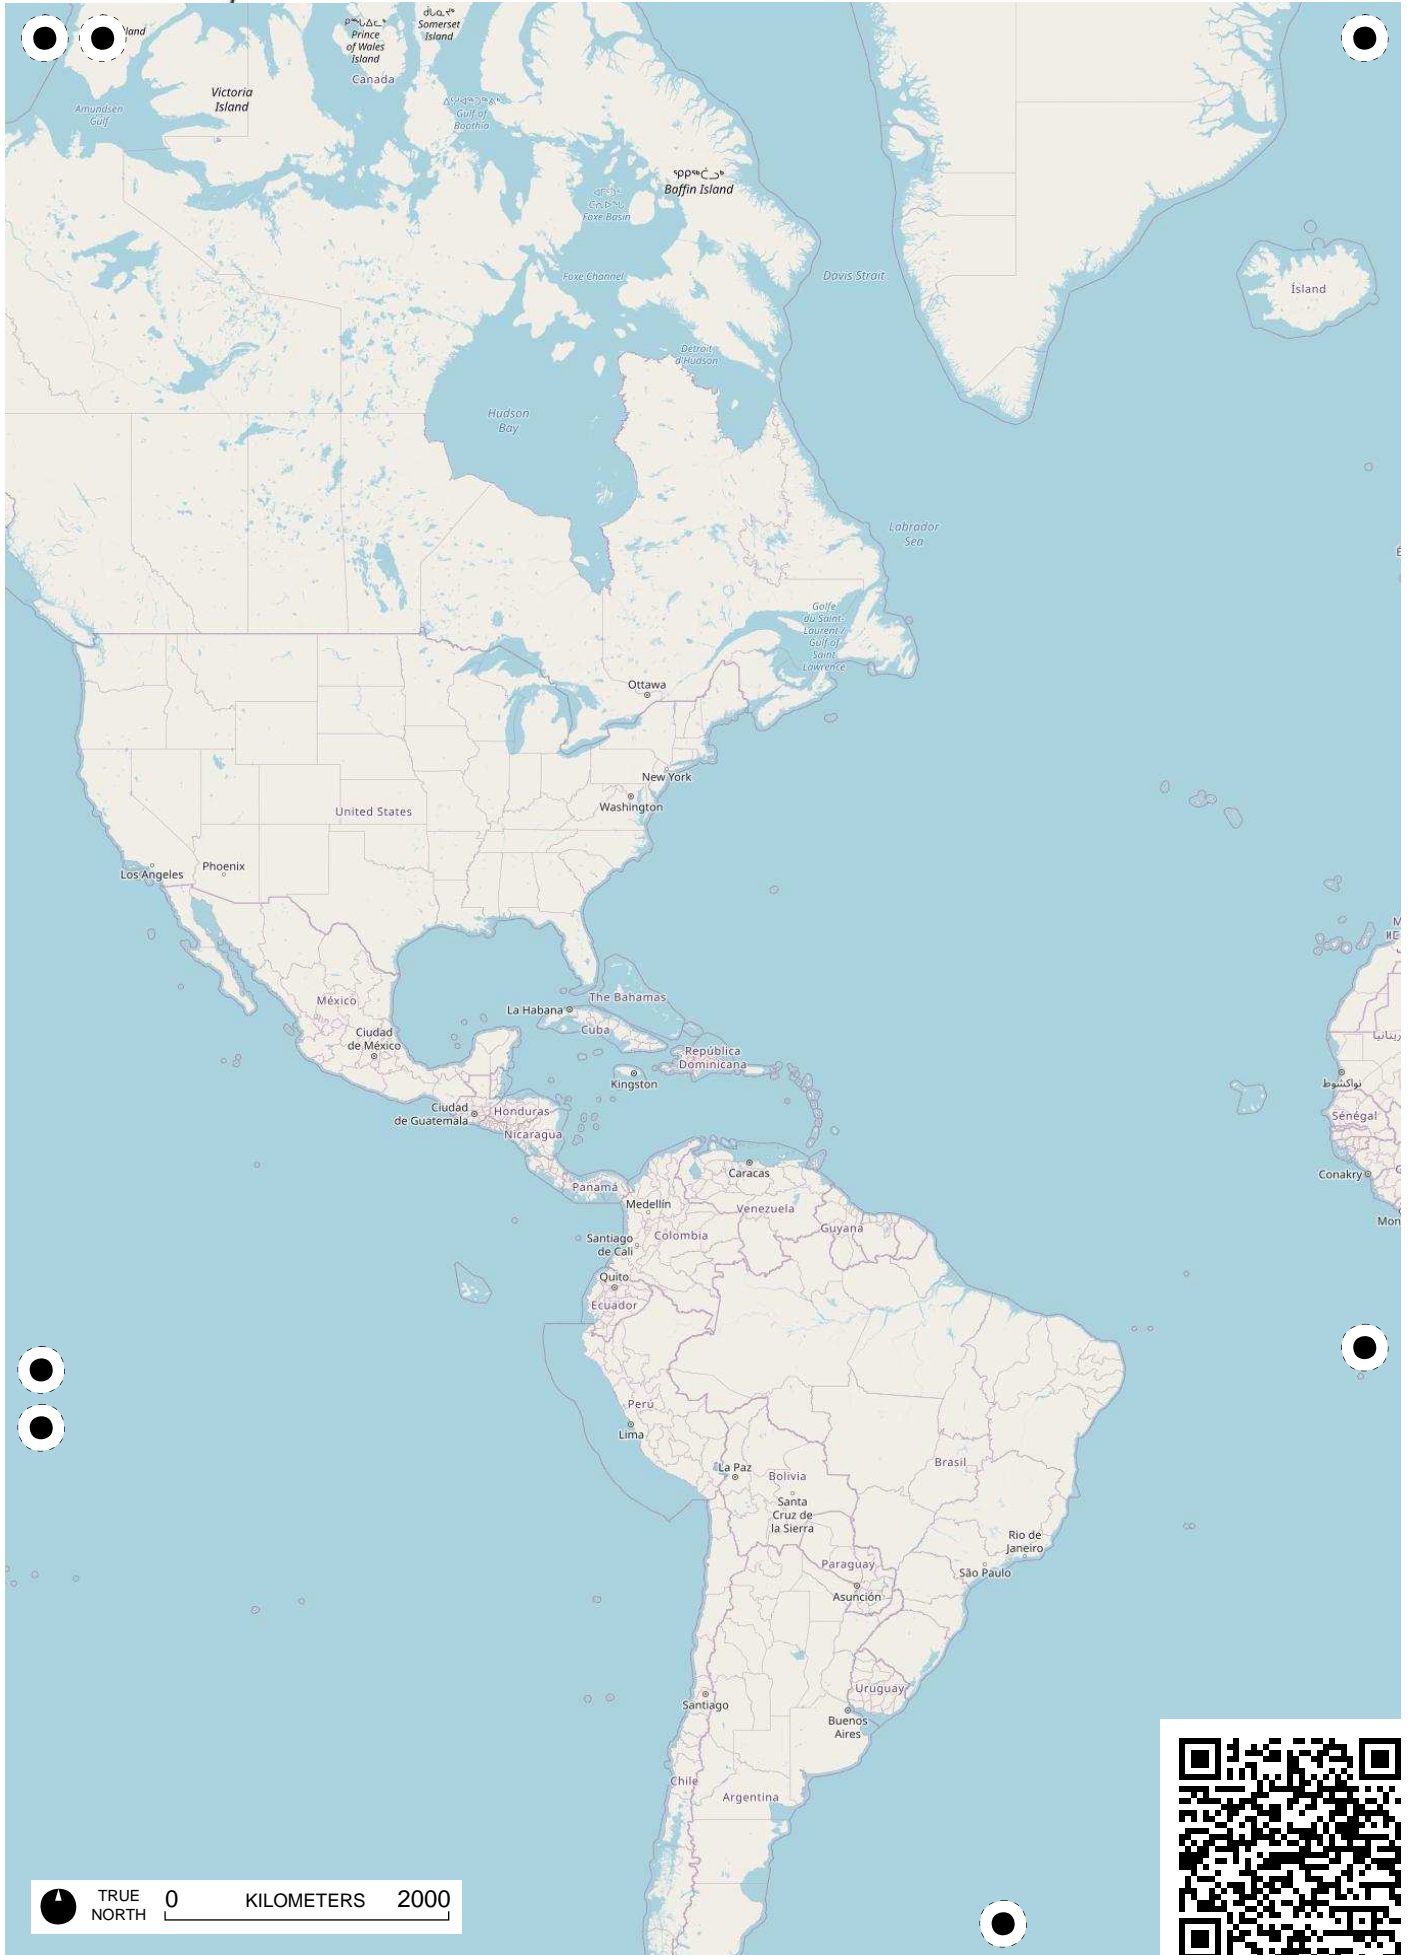 Victoria
Island
Prince
of Wales
Island
Somerset
Island
Canada
Amundsen
Gulf
Gulf of
Boothia
Baffin Island
Foxe Basin
Foxe Channel
Davis Strait
Ísland
Détroit
d'Hudson
Hudson
Bay
Labrador
Sea
Golfe
du Saint-
Laurent /
Gulf of
Saint
Lawrence
Ottawa
New York
Washington
United States
Los Angeles
Phoenix
México
Ciudad
de México
La Habana
The Bahamas
Cuba
República
Dominicana
Kingston
Ciudad
de Guatemala
Honduras
Nicaragua
نواكشوط
Sénégal
Conakry
Panamá
Caracas
Medellín
Venezuela
Guyana
Santiago
de Cali
Colombia
Quito
Ecuador
Perú
Lima
La Paz
Bolivia
Brasil
Santa
Cruz de
la Sierra
Rio de
Janeiro
São Paulo
Paraguay
Asunción
Uruguay
Santiago
Buenos
Aires
Chile
Argentina
TRUE
NORTH
0 KILOMETERS 2000